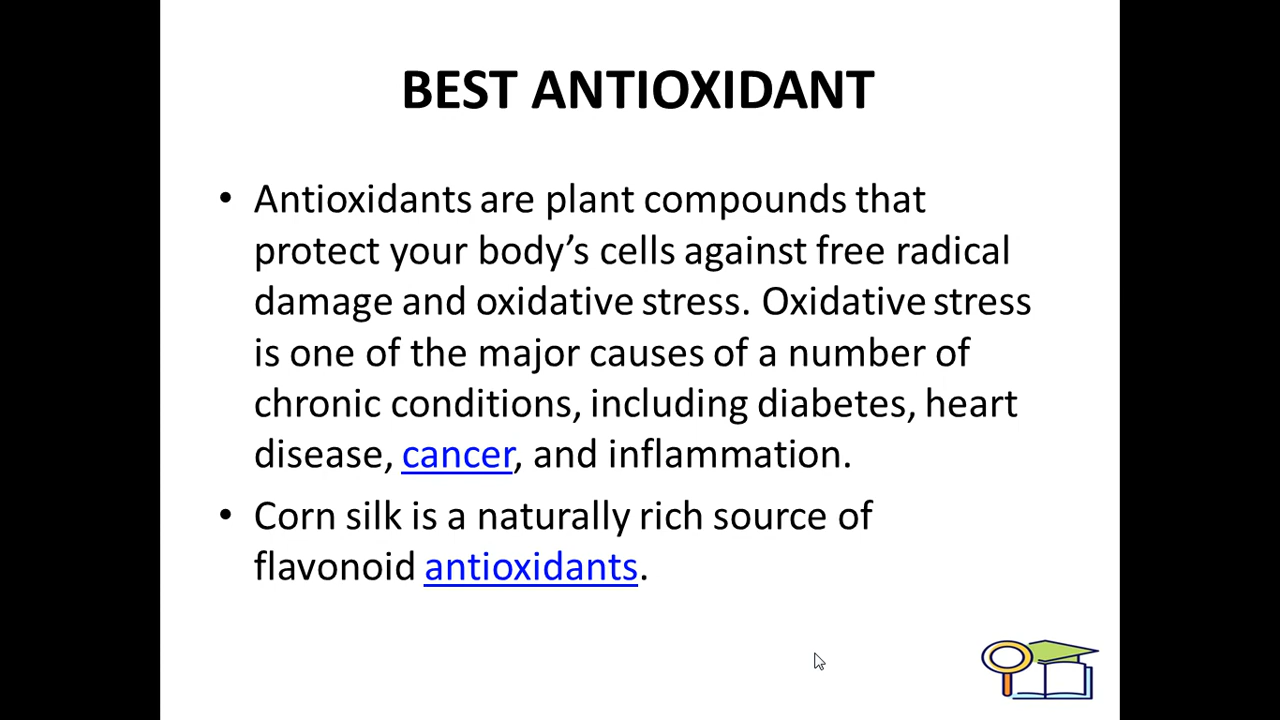 BEST ANTIOXIDANT
• Antioxidants are plant compounds that
protect your body’s cells against free radical
damage and oxidative stress. Oxidative stress
is one of the major causes of a number of
chronic conditions, including diabetes, heart
disease, cancer, and inflammation.
• Corn silk is a naturally rich source of
flavonoid antioxidants.